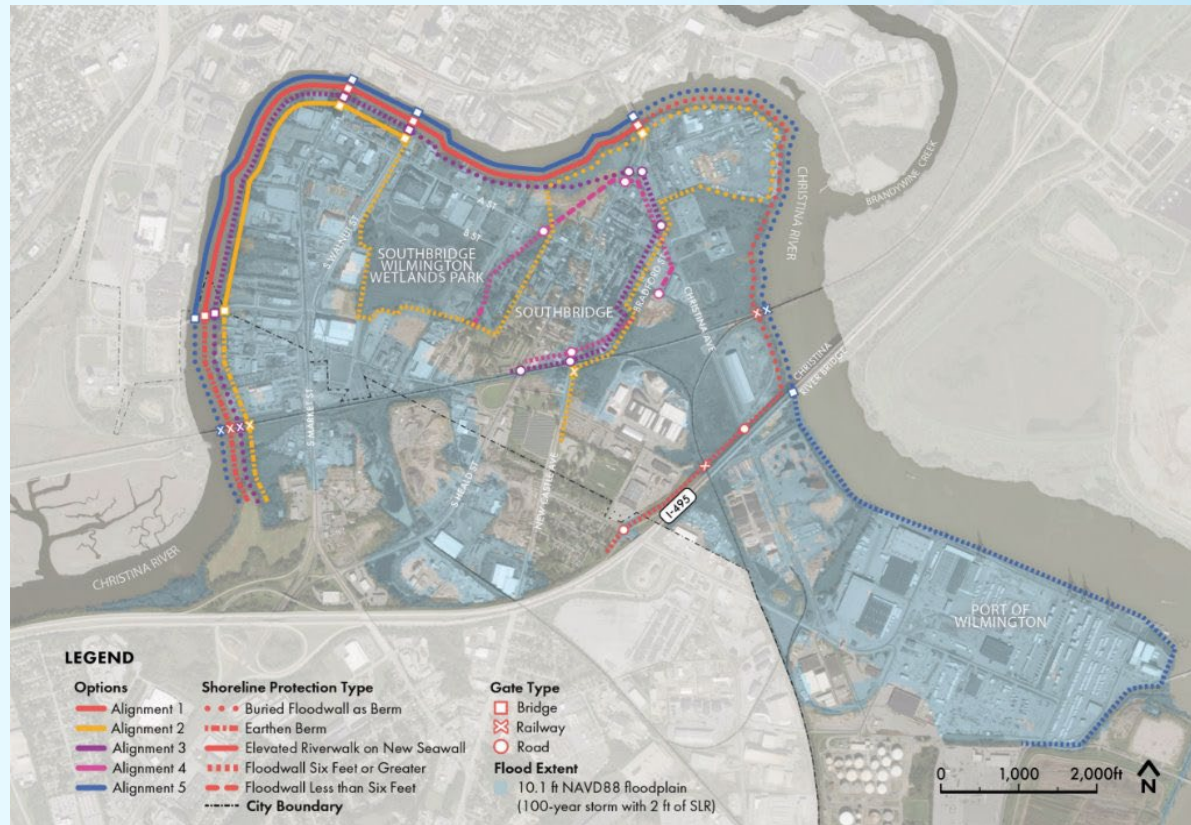 BRANDYWINE CREEK
CHRISTINA RIVER
A ST
B ST
S WALNUT ST
SOUTHBRIDGE
WILMINGTON
WETLANDS PARK
SOUTHBRIDGE
BRADFORD ST
CHRISTINA AVE
CHRISTINA
RIVER BRIDGE
S MARKET ST
S HEALD ST
NEW CASTLE AVE
I-495
CHRISTINA RIVER
PORT OF
WILMINGTON
LEGEND
Options
Alignment 1
Alignment 2
Alignment 3
Alignment 4
Alignment 5
Shoreline Protection Type
Buried Floodwall as Berm
Earthen Berm
Elevated Riverwalk on New Seawall
Floodwall Six Feet or Greater
Floodwall Less than Six Feet
City Boundary
Gate Type
Bridge
Railway
Road
Flood Extent
10.1 ft NAVD88 floodplain
(100-year storm with 2 ft of SLR)
0 1,000 2,000ft
N